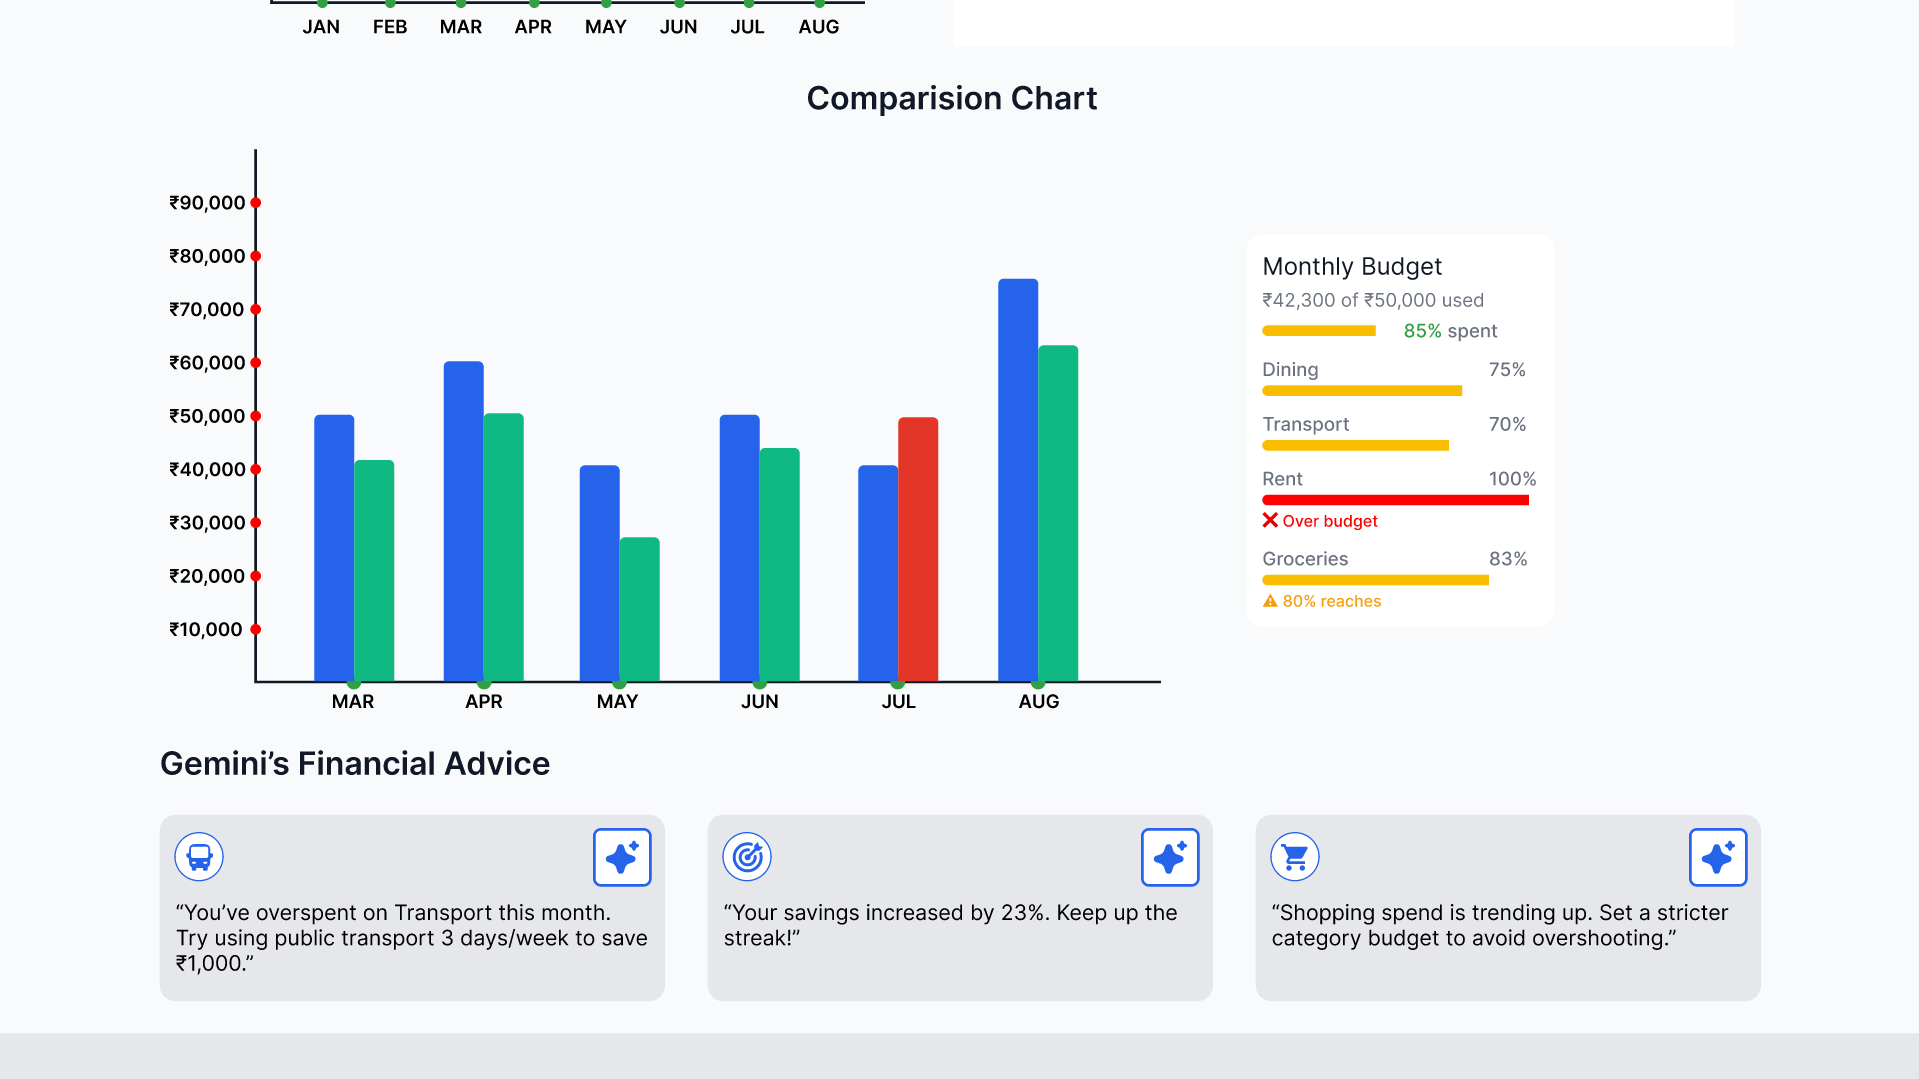 JAN FEB MAR APR MAY JUN JUL AUG
Comparision Chart
₹90,000
₹80,000
₹70,000
₹60,000
₹50,000
₹40,000
₹30,000
₹20,000
₹10,000
MAR APR MAY JUN JUL AUG
Monthly Budget
₹42,300 of ₹50,000 used
85% spent
Dining 75%
Transport 70%
Rent 100%
Over budget
Groceries 83%
80% reaches
Gemini’s Financial Advice
“You’ve overspent on Transport this month.
Try using public transport 3 days/week to save
₹1,000.”
“Your savings increased by 23%. Keep up the
streak!”
“Shopping spend is trending up. Set a stricter
category budget to avoid overshooting.”